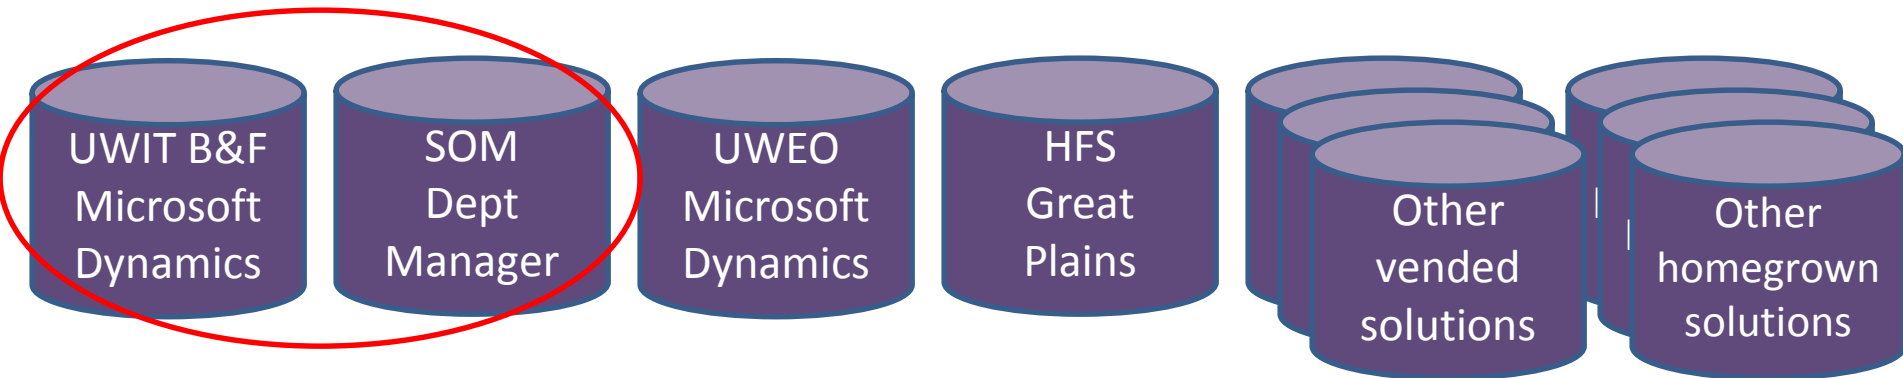 UWIT B&F
Microsoft
Dynamics
SOM
Dept
Manager
UWEO
Microsoft
Dynamics
HFS
Great
Plains
Other
vended
solutions
Other
homegrown
solutions